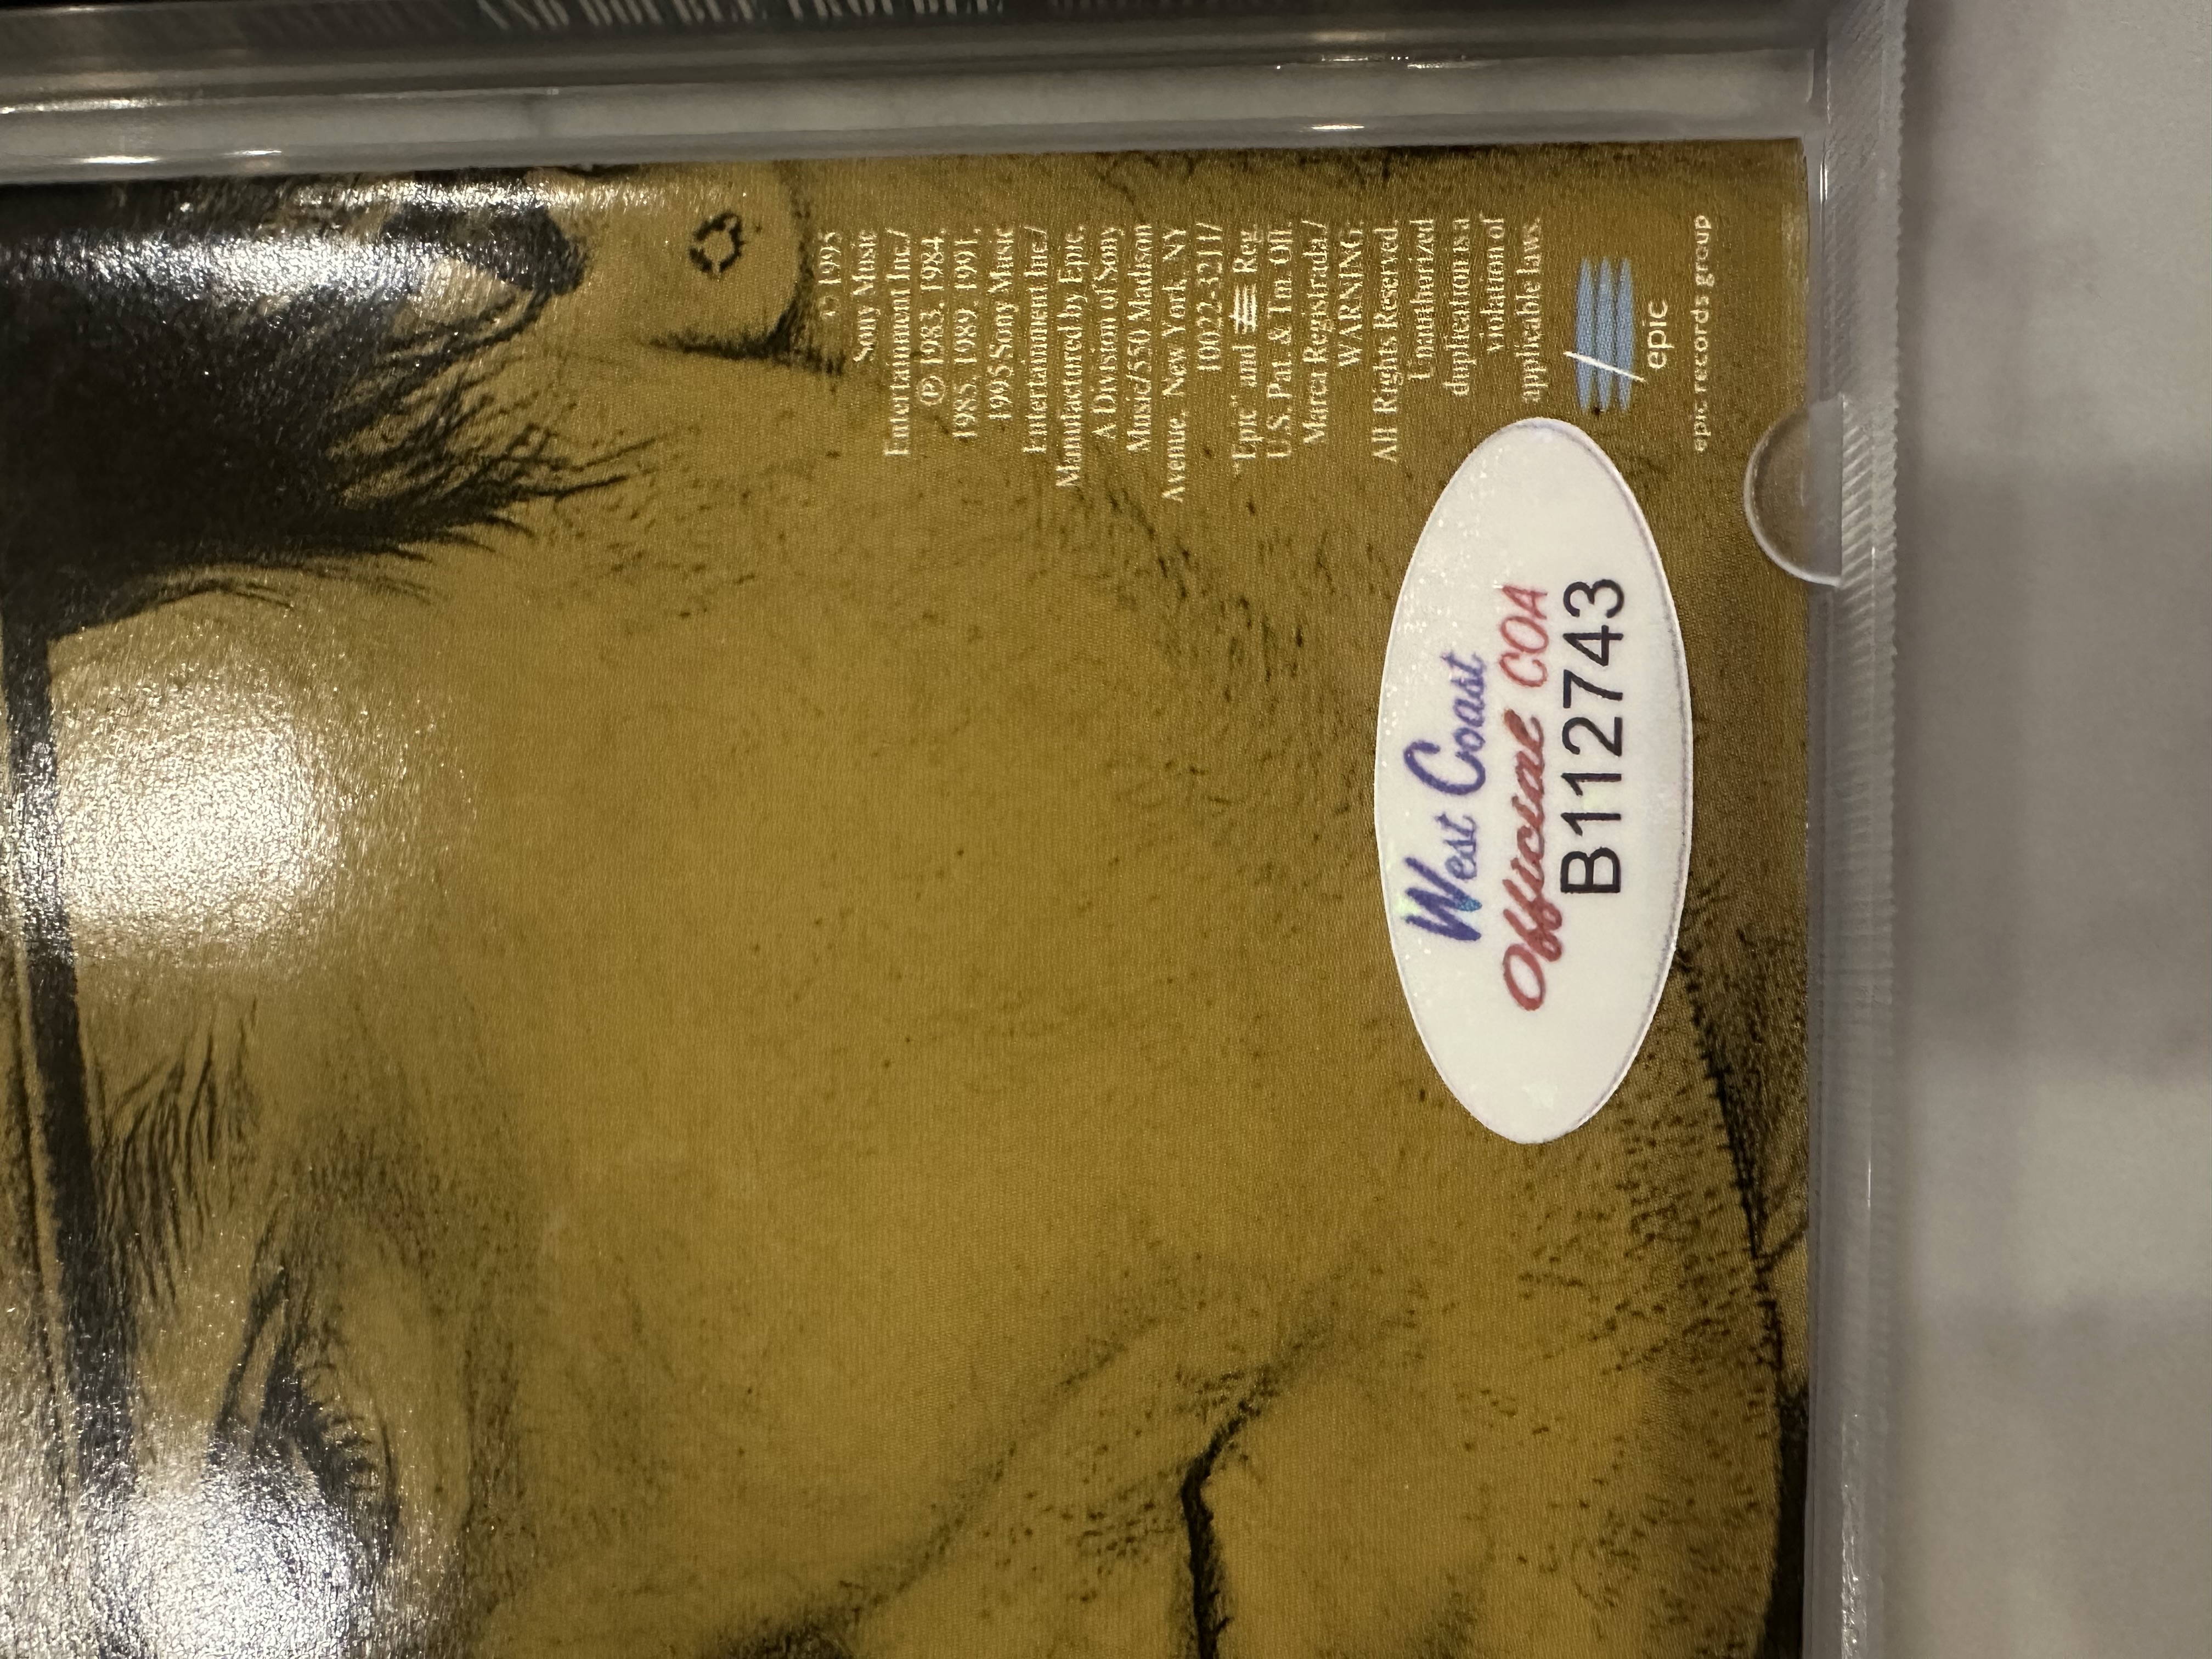 AND DOUBLE TROUBLE
© 1995
Sony Music
Entertainment Inc./
℗ 1983, 1984,
1985, 1989, 1991,
1995 Sony Music
Entertainment Inc./
Manufactured by Epic,
A Division of Sony
Music/550 Madison
Avenue, New York, NY
10022-3211/
"Epic" and Reg.
U.S. Pat. & Tm. Off.
Marca Registrada./
WARNING:
All Rights Reserved.
Unauthorized
duplication is a
violation of
applicable laws.
epic
epic records group
West Coast
Official COA
B112743